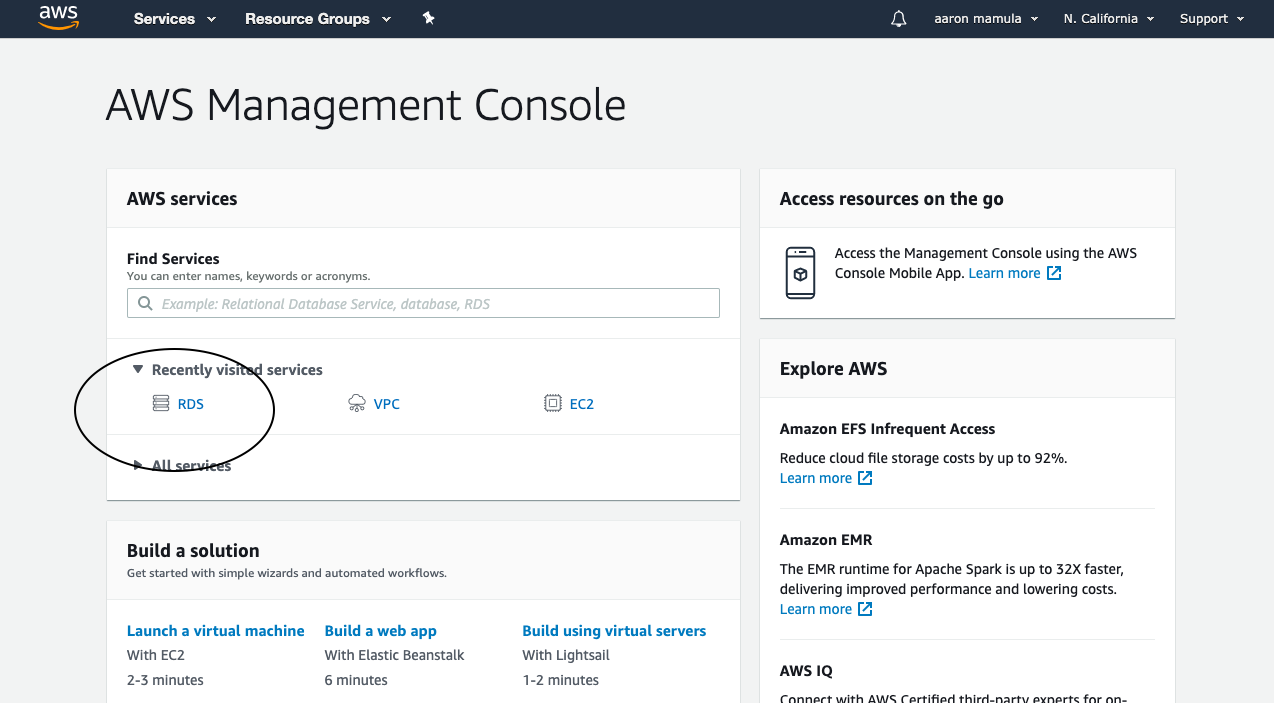 aws
Services
Resource Groups
aaron mamula
N. California
Support
AWS Management Console
AWS services
Find Services
You can enter names, keywords or acronyms.
Example: Relational Database Service, database, RDS
Recently visited services
RDS
VPC
EC2
All services
Build a solution
Get started with simple wizards and automated workflows.
Launch a virtual machine
With EC2
2-3 minutes
Build a web app
With Elastic Beanstalk
6 minutes
Build using virtual servers
With Lightsail
1-2 minutes
Access resources on the go
Access the Management Console using the AWS
Console Mobile App. Learn more
Explore AWS
Amazon EFS Infrequent Access
Reduce cloud file storage costs by up to 92%.
Learn more
Amazon EMR
The EMR runtime for Apache Spark is up to 32X faster,
delivering improved performance and lowering costs.
Learn more
AWS IQ
Connect with AWS Certified third-party experts for on-